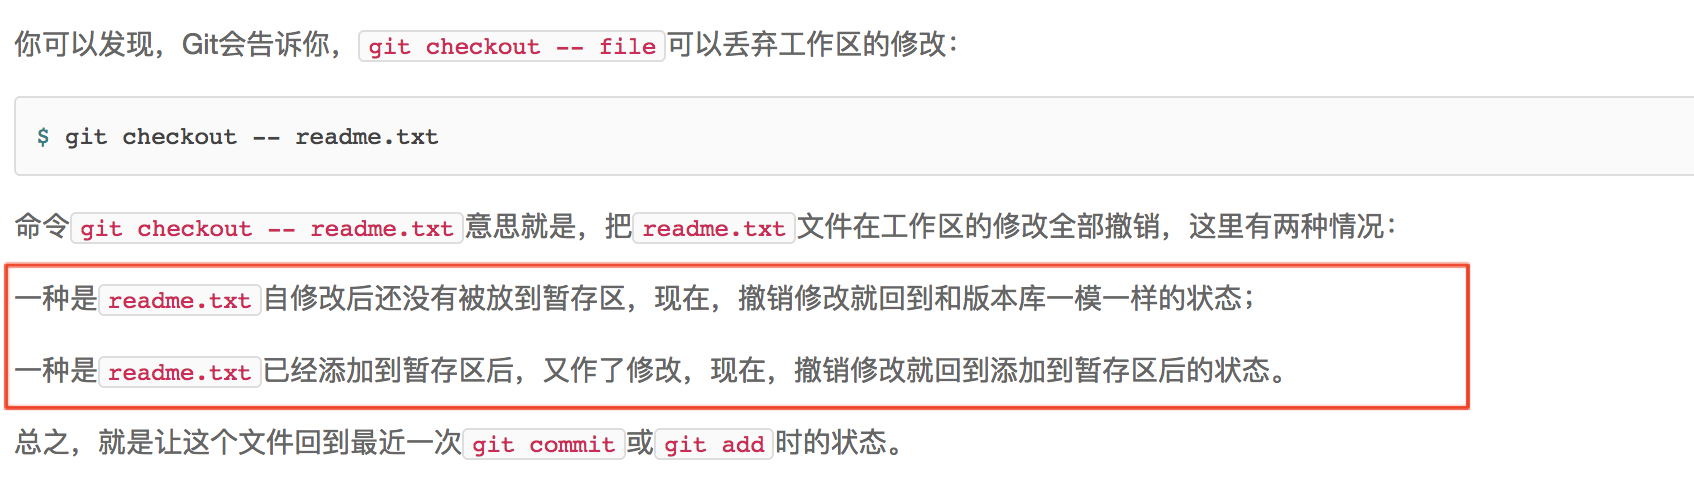 你可以发现，Git会告诉你，git checkout -- file可以丢弃工作区的修改：
$ git checkout -- readme.txt
命令git checkout -- readme.txt意思就是，把readme.txt文件在工作区的修改全部撤销，这里有两种情况：
一种是readme.txt自修改后还没有被放到暂存区，现在，撤销修改就回到和版本库一模一样的状态；
一种是readme.txt已经添加到暂存区后，又作了修改，现在，撤销修改就回到添加到暂存区后的状态。
总之，就是让这个文件回到最近一次git commit或git add时的状态。